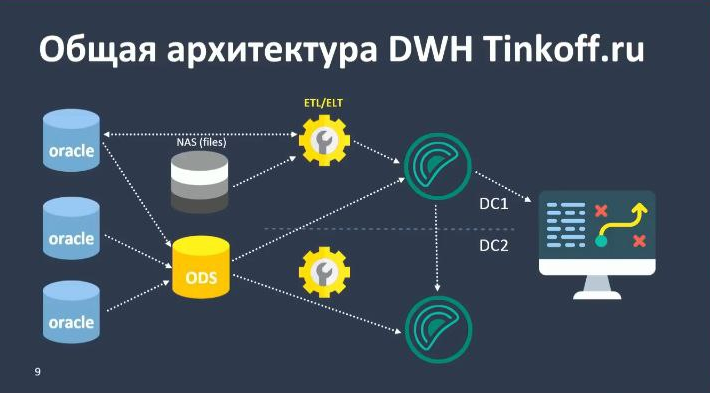 Общая архитектура DWH Tinkoff.ru
ETL/ELT
NAS (files)
oracle
DC1
oracle
DC2
ODS
oracle
9